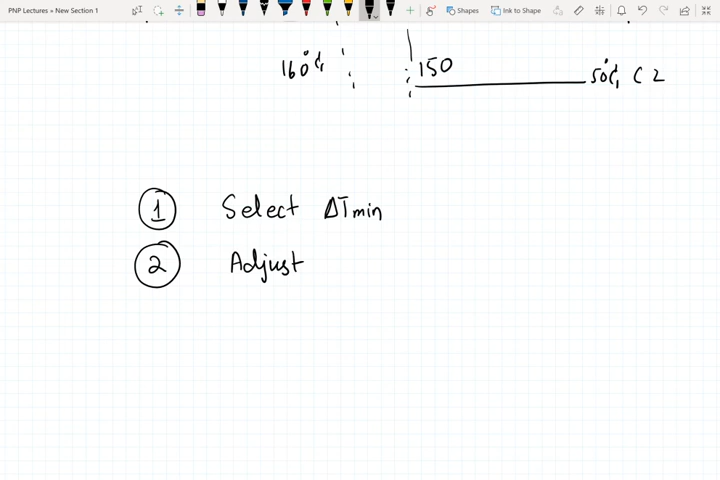 PNP Lectures » New Section 1
Shapes
Ink to Shape
160°C
150
50°C C2
1 Select ΔTmin
2 Adjust